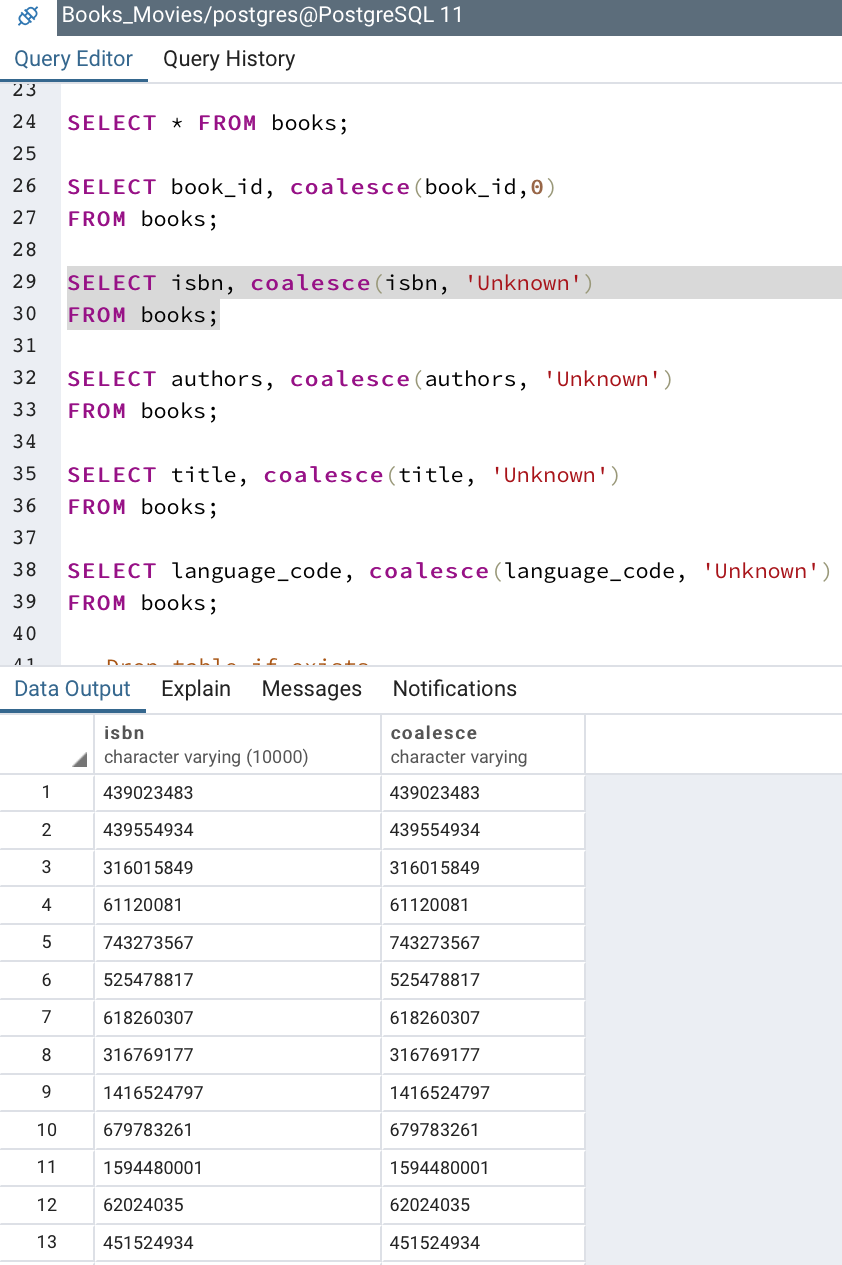 Books_Movies/postgres@PostgreSQL 11
Query Editor Query History
23
24 SELECT * FROM books;
25
26 SELECT book_id, coalesce(book_id,0)
27 FROM books;
28
29 SELECT isbn, coalesce(isbn, 'Unknown')
30 FROM books;
31
32 SELECT authors, coalesce(authors, 'Unknown')
33 FROM books;
34
35 SELECT title, coalesce(title, 'Unknown')
36 FROM books;
37
38 SELECT language_code, coalesce(language_code, 'Unknown')
39 FROM books;
40
41 Drop table if exists
Data Output Explain Messages Notifications
isbn coalesce
character varying (10000) character varying
1 439023483 439023483
2 439554934 439554934
3 316015849 316015849
4 61120081 61120081
5 743273567 743273567
6 525478817 525478817
7 618260307 618260307
8 316769177 316769177
9 1416524797 1416524797
10 679783261 679783261
11 1594480001 1594480001
12 62024035 62024035
13 451524934 451524934